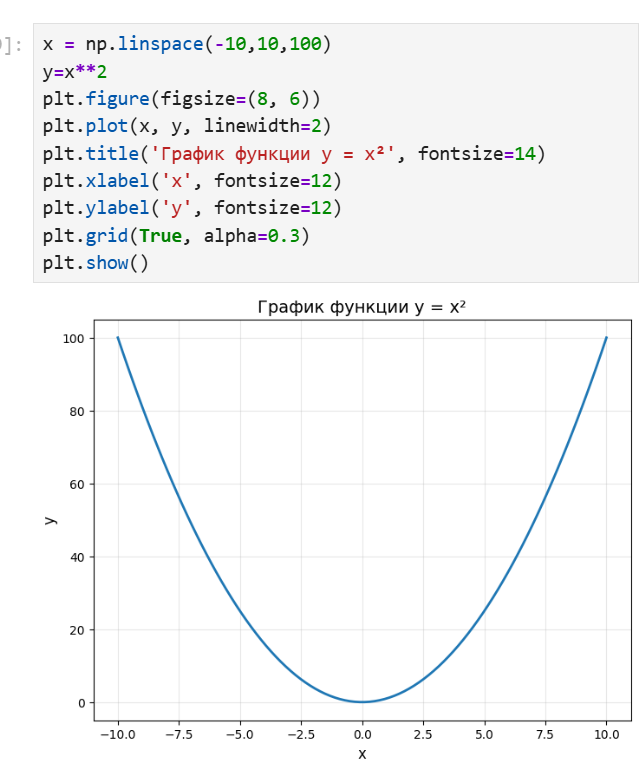 ]:
x = np.linspace(-10,10,100)
y=x**2
plt.figure(figsize=(8, 6))
plt.plot(x, y, linewidth=2)
plt.title('График функции y = x²', fontsize=14)
plt.xlabel('x', fontsize=12)
plt.ylabel('y', fontsize=12)
plt.grid(True, alpha=0.3)
plt.show()
График функции y = x²
100
80
60
40
20
0
y
−10.0 −7.5 −5.0 −2.5 0.0 2.5 5.0 7.5 10.0
x